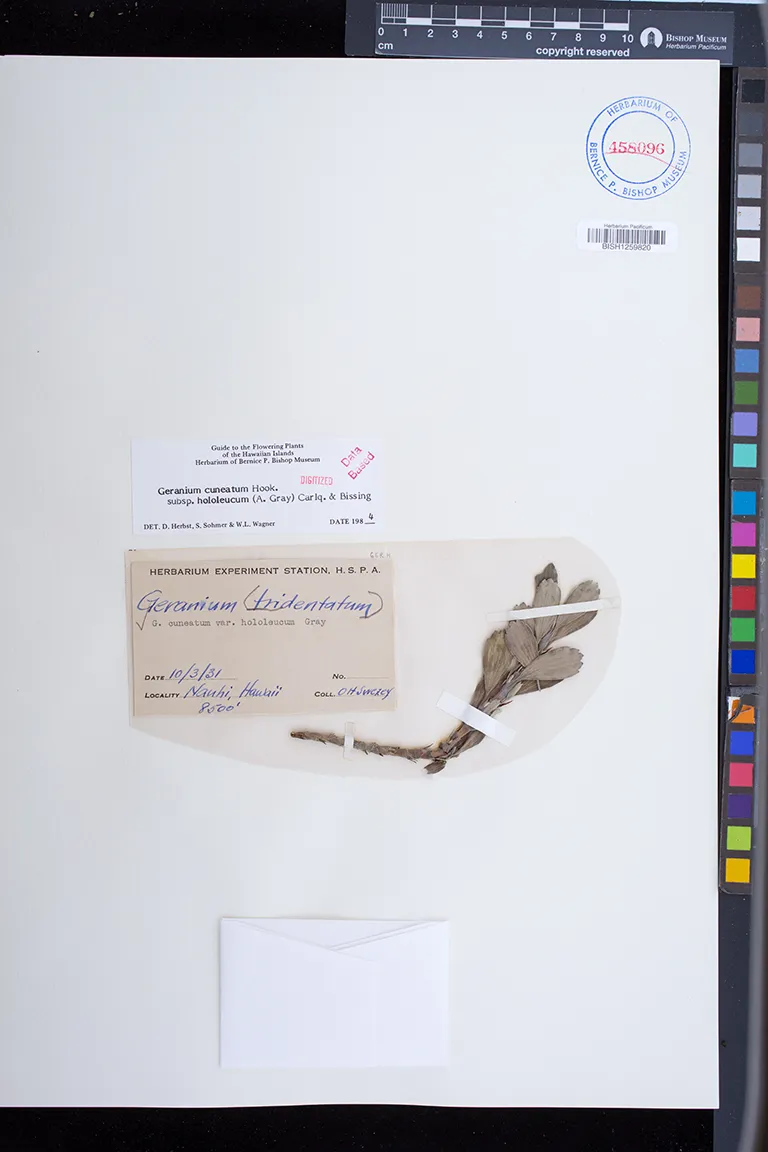 0 1 2 3 4 5 6 7 8 9 10
cm
copyright reserved
BISHOP MUSEUM
Herbarium Pacificum
HERBARIUM OF
BERNICE P. BISHOP MUSEUM
458096
Herbarium Pacificum
BISH1259820
Guide to the Flowering Plants
of the Hawaiian Islands
Herbarium of Bernice P. Bishop Museum
Data
Based
DIGITIZED
Geranium cuneatum Hook.
subsp. hololeucum (A. Gray) Carlq. & Bissing
DET. D. Herbst, S. Sohmer & W.L. Wagner
DATE 1984
HERBARIUM EXPERIMENT STATION, H. S. P. A.
Geranium (tridentatum)
G. cuneatum var. hololeucum Gray
DATE 10/3/31
No.
LOCALITY Nauhi, Hawaii
COLL. O H Swezey
8500'